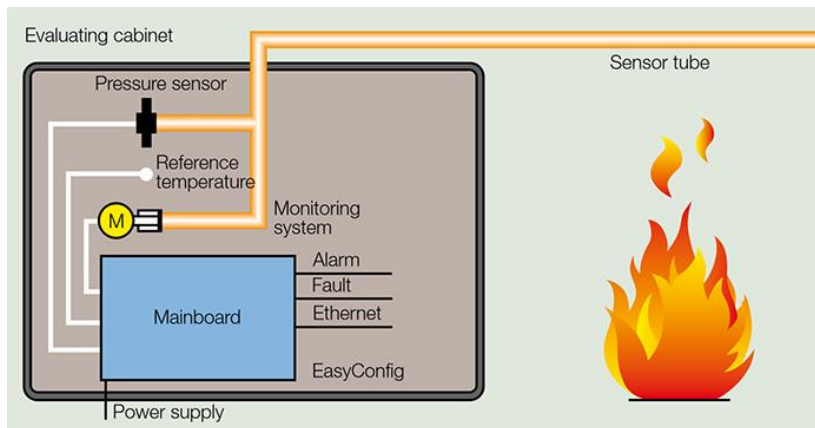 Evaluating cabinet
Sensor tube
Pressure sensor
Reference
temperature
M
Monitoring
system
Alarm
Fault
Ethernet
Mainboard
EasyConfig
Power supply